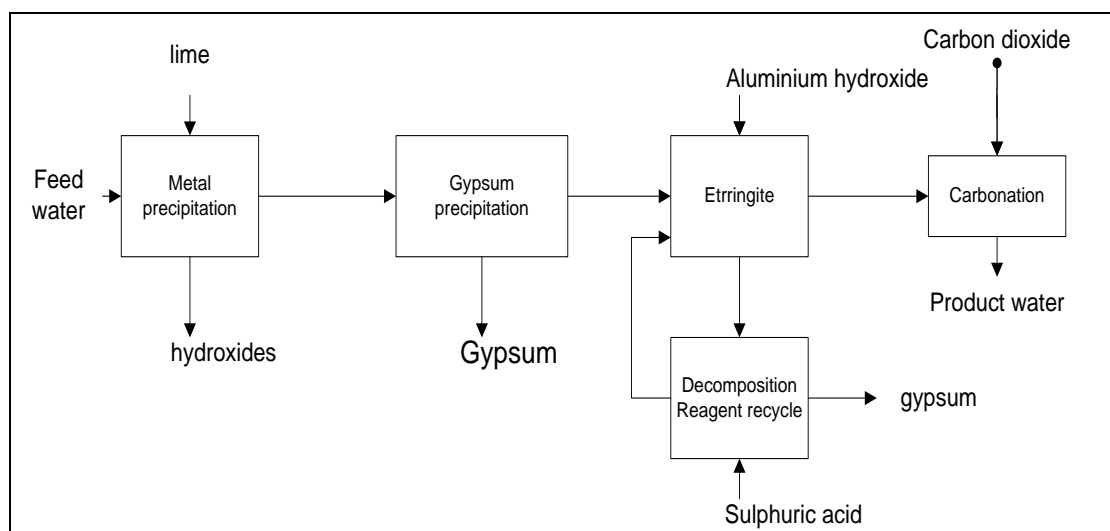 lime
Carbon dioxide
Aluminium hydroxide
Feed
water
Metal
precipitation
Gypsum
precipitation
Etrringite
Carbonation
hydroxides
Gypsum
Product water
Decomposition
Reagent recycle
gypsum
Sulphuric acid